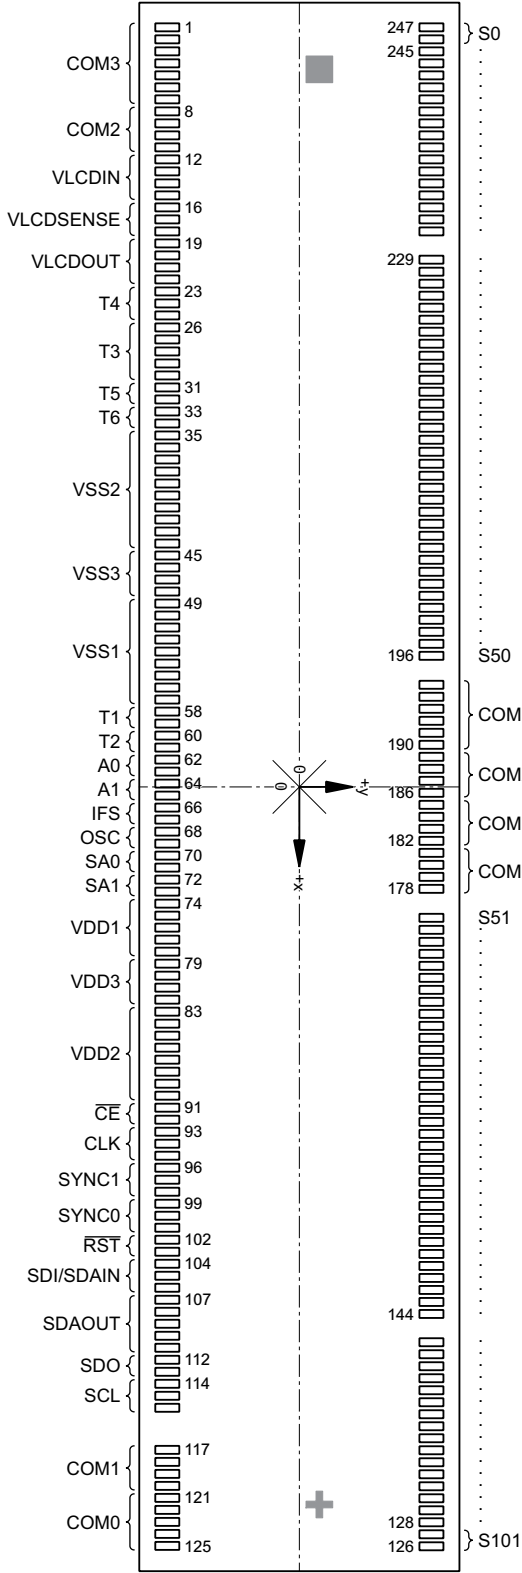 1
247
S0
245
COM3
8
COM2
12
VLCDIN
16
VLCDSENSE
19
VLCDOUT
229
23
T4
26
T3
31
T5
33
T6
35
VSS2
45
VSS3
49
VSS1
196
S50
58
T1
COM
60
T2
190
62
A0
0
COM
64
A1
0
+y
186
66
IFS
COM
68
OSC
182
70
SA0
COM
72
SA1
+x
178
74
S51
VDD1
79
VDD3
83
VDD2
91
CE
93
CLK
96
SYNC1
99
SYNC0
102
RST
104
SDI/SDAIN
107
144
SDAOUT
112
SDO
114
SCL
117
COM1
121
COM0
128
125
126
S101